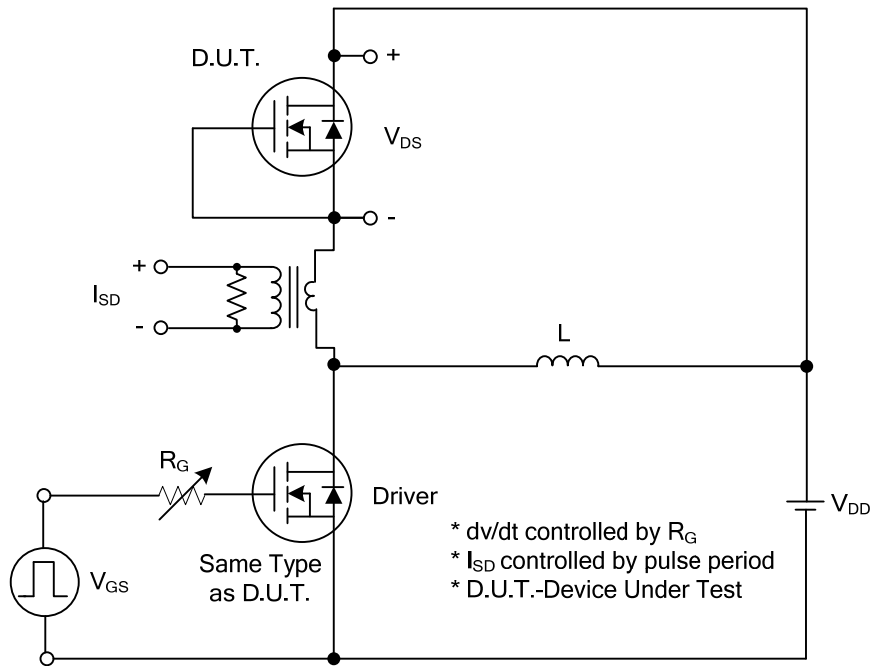 D.U.T.
+
VDS
-
+
ISD
-
L
RG
Driver
VDD
VGS
Same Type
as D.U.T.
* dv/dt controlled by RG
* ISD controlled by pulse period
* D.U.T.-Device Under Test